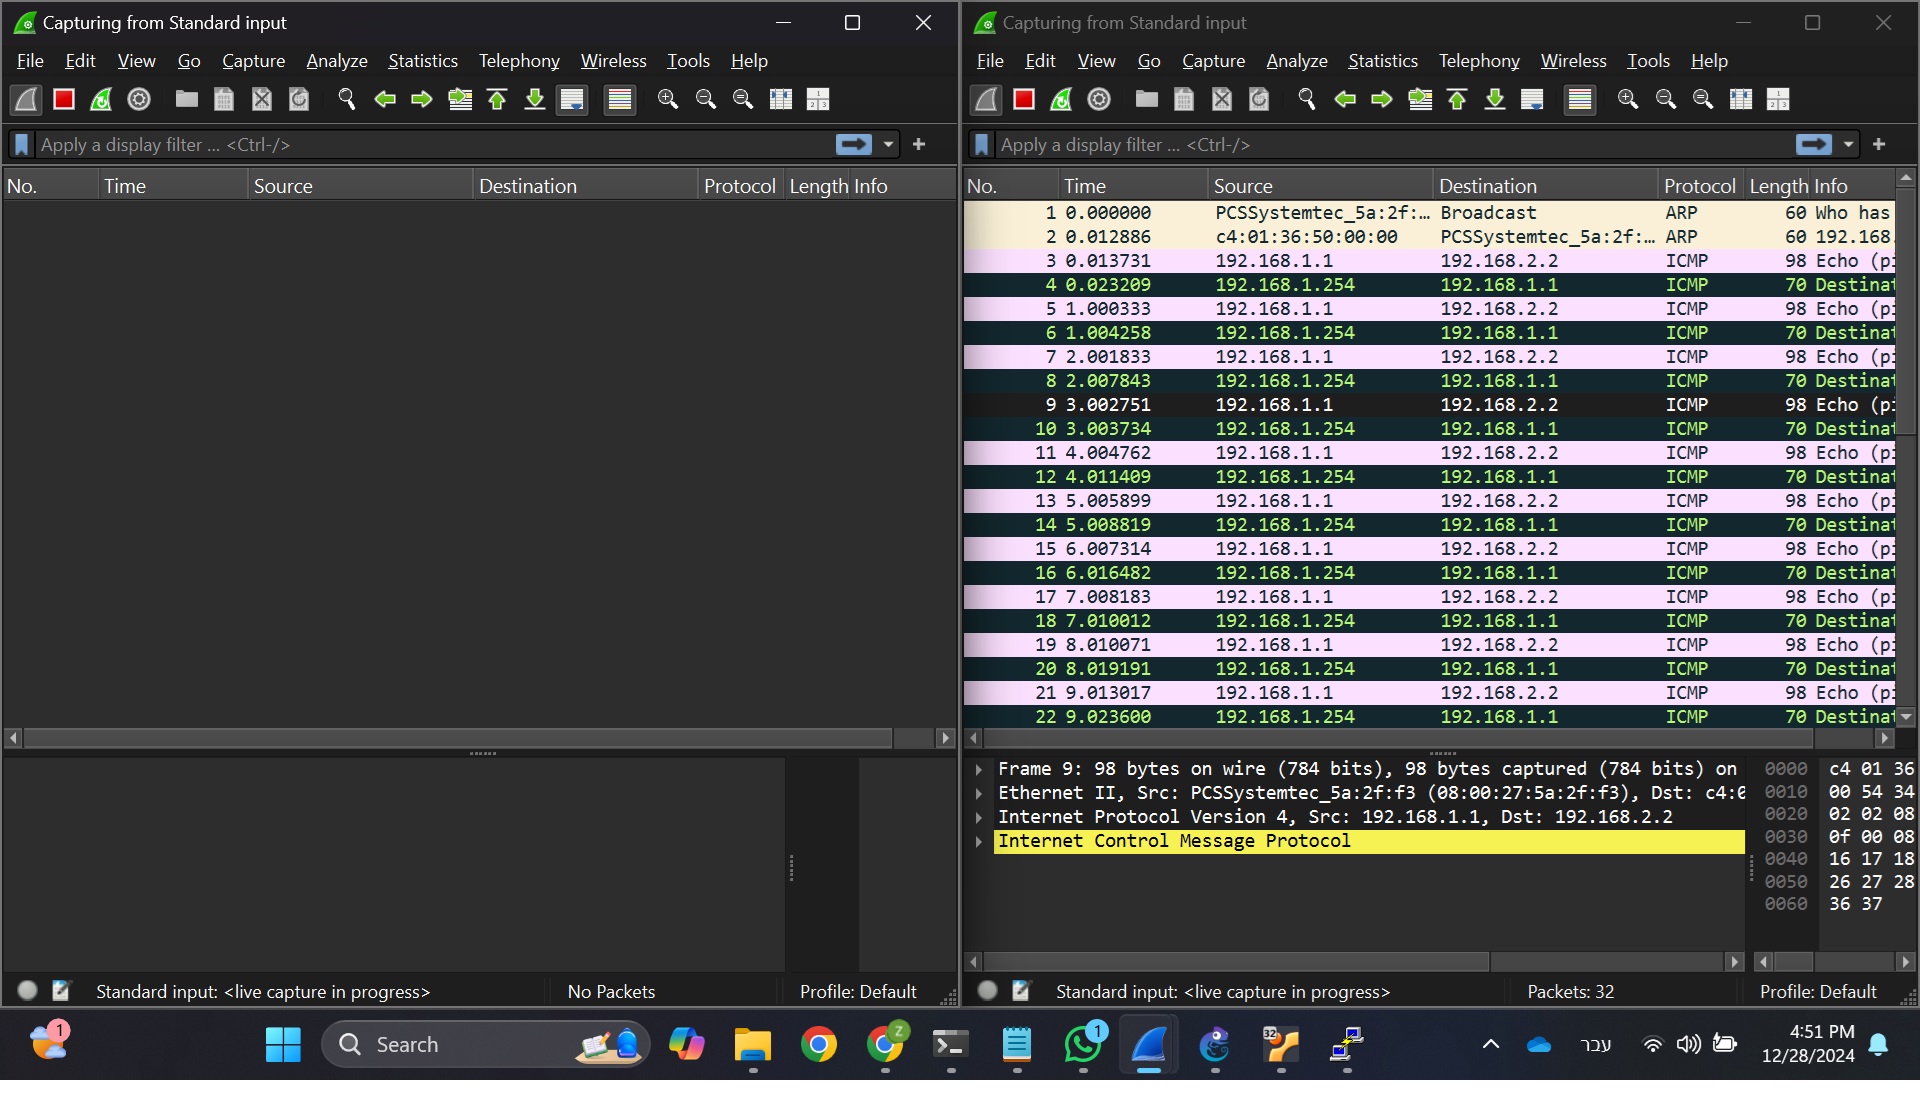 Capturing from Standard input
File Edit View Go Capture Analyze Statistics Telephony Wireless Tools Help
Apply a display filter ... <Ctrl-/>
No. Time Source Destination Protocol Length Info
Standard input: <live capture in progress> No Packets Profile: Default
Capturing from Standard input
File Edit View Go Capture Analyze Statistics Telephony Wireless Tools Help
Apply a display filter ... <Ctrl-/>
No. Time Source Destination Protocol Length Info
1 0.000000 PCSSystemtec_5a:2f:… Broadcast ARP 60 Who has
2 0.012886 c4:01:36:50:00:00 PCSSystemtec_5a:2f:… ARP 60 192.168.
3 0.013731 192.168.1.1 192.168.2.2 ICMP 98 Echo (pi
4 0.023209 192.168.1.254 192.168.1.1 ICMP 70 Destinat
5 1.000333 192.168.1.1 192.168.2.2 ICMP 98 Echo (pi
6 1.004258 192.168.1.254 192.168.1.1 ICMP 70 Destinat
7 2.001833 192.168.1.1 192.168.2.2 ICMP 98 Echo (pi
8 2.007843 192.168.1.254 192.168.1.1 ICMP 70 Destinat
9 3.002751 192.168.1.1 192.168.2.2 ICMP 98 Echo (pi
10 3.003734 192.168.1.254 192.168.1.1 ICMP 70 Destinat
11 4.004762 192.168.1.1 192.168.2.2 ICMP 98 Echo (pi
12 4.011409 192.168.1.254 192.168.1.1 ICMP 70 Destinat
13 5.005899 192.168.1.1 192.168.2.2 ICMP 98 Echo (pi
14 5.008819 192.168.1.254 192.168.1.1 ICMP 70 Destinat
15 6.007314 192.168.1.1 192.168.2.2 ICMP 98 Echo (pi
16 6.016482 192.168.1.254 192.168.1.1 ICMP 70 Destinat
17 7.008183 192.168.1.1 192.168.2.2 ICMP 98 Echo (pi
18 7.010012 192.168.1.254 192.168.1.1 ICMP 70 Destinat
19 8.010071 192.168.1.1 192.168.2.2 ICMP 98 Echo (pi
20 8.019191 192.168.1.254 192.168.1.1 ICMP 70 Destinat
21 9.013017 192.168.1.1 192.168.2.2 ICMP 98 Echo (pi
22 9.023600 192.168.1.254 192.168.1.1 ICMP 70 Destinat
Frame 9: 98 bytes on wire (784 bits), 98 bytes captured (784 bits) on
Ethernet II, Src: PCSSystemtec_5a:2f:f3 (08:00:27:5a:2f:f3), Dst: c4:0
Internet Protocol Version 4, Src: 192.168.1.1, Dst: 192.168.2.2
Internet Control Message Protocol
0000 c4 01 36
0010 00 54 34
0020 02 02 08
0030 0f 00 08
0040 16 17 18
0050 26 27 28
0060 36 37
Standard input: <live capture in progress> Packets: 32 Profile: Default
1
Search
Z
1
32
עבר
4:51 PM
12/28/2024